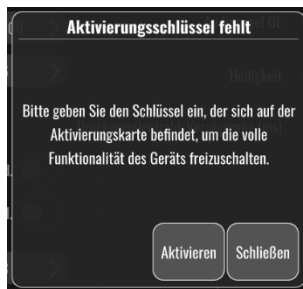 Aktivierungsschlüssel fehlt
Helligkeit
Bitte geben Sie den Schlüssel ein, der sich auf der
Aktivierungskarte befindet, um die volle
Funktionalität des Geräts freizuschalten.
Aktivieren
Schließen